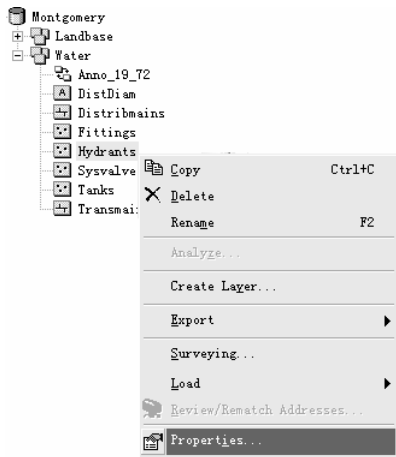 Montgomery
Landbase
Water
Anno_19_72
A DistDiam
Distribmains
Fittings
Hydrants
Sysvalve
Tanks
Transmai
Copy Ctrl+C
Delete
Rename F2
Analyze...
Create Layer...
Export
Surveying...
Load
Review/Rematch Addresses...
Properties...